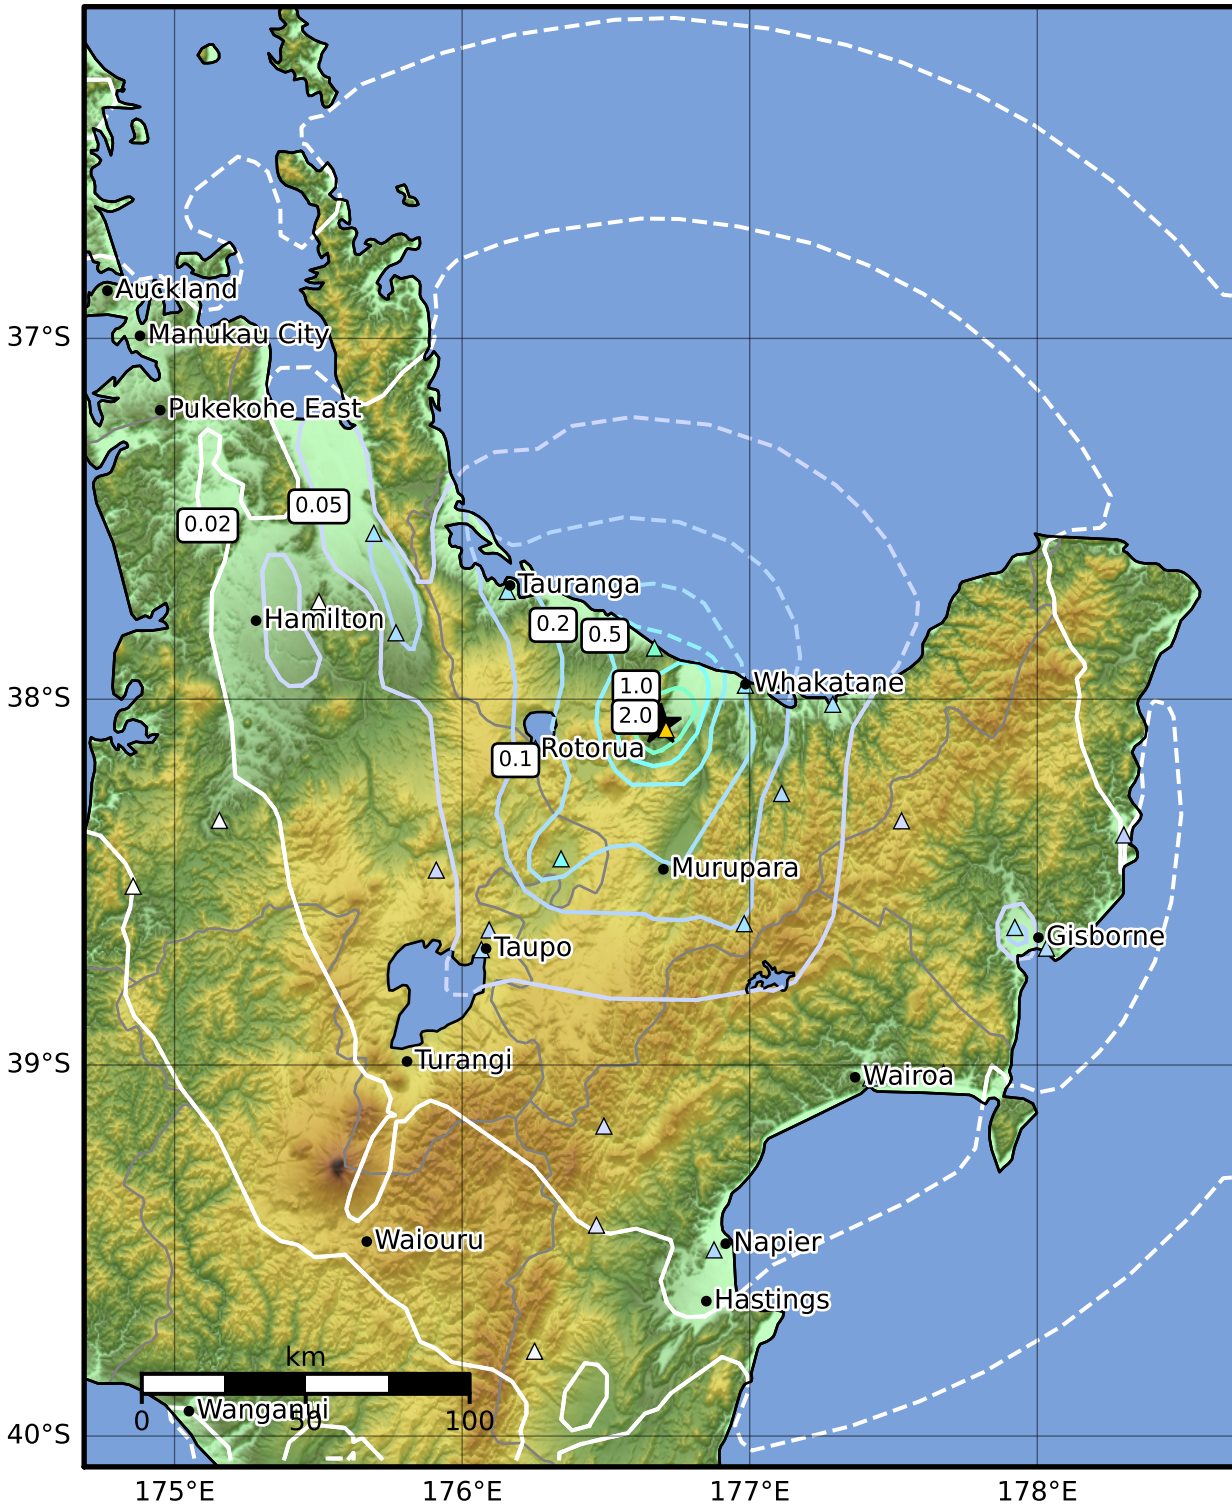 Auckland
Manukau City
37°S
Pukekohe East
0.05
0.02
Tauranga
Hamilton
0.2
0.5
1.0
Whakatane
38°S
2.0
Rotorua
0.1
Murupara
Gisborne
Taupo
Turangi
39°S
Wairoa
Waiouru
Napier
Hastings
km
Wanganui
0 50 100
40°S
175°E 176°E 177°E 178°E